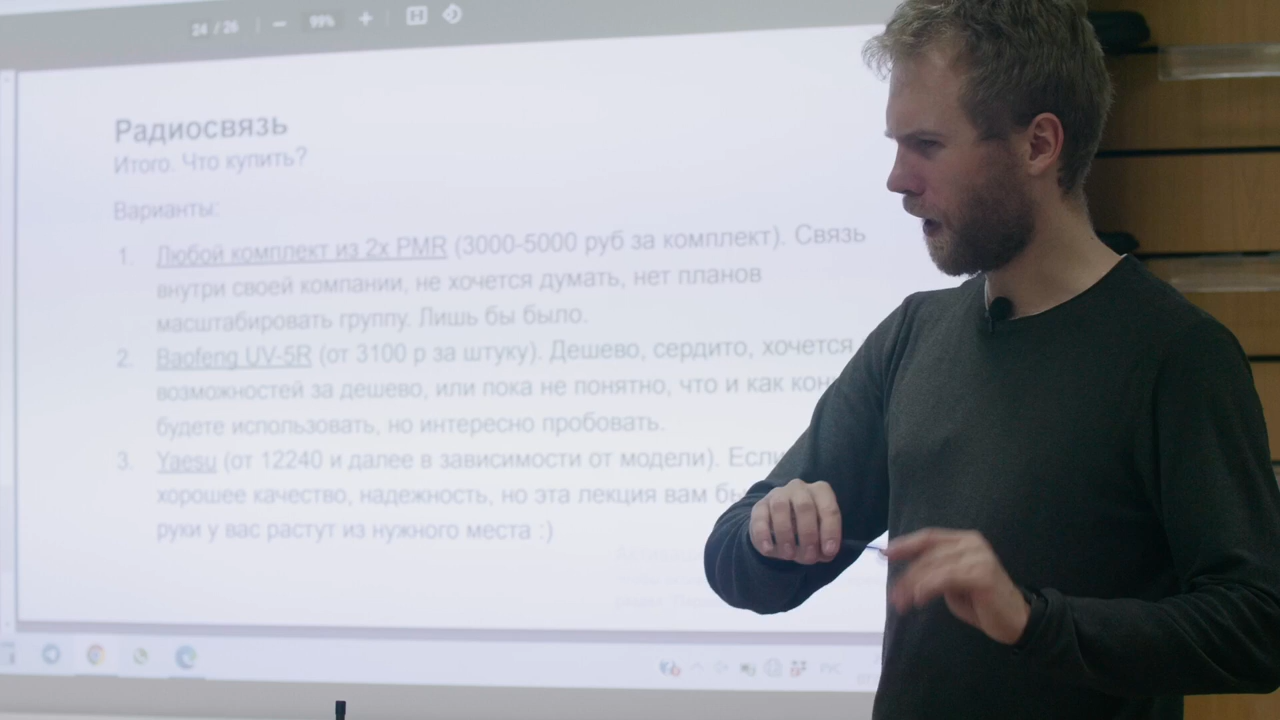 24 / 26 99%
Радиосвязь
Итого. Что купить?
Варианты:
1. Любой комплект из 2х PMR (3000-5000 руб за комплект). Связь
внутри своей компании, не хочется думать, нет планов
масштабировать группу. Лишь бы было.
2. Baofeng UV-5R (от 3100 р за штуку). Дешево, сердито, хочется
возможностей за дешево, или пока не понятно, что и как
будете использовать, но интересно пробовать.
3. Yaesu (от 12240 и далее в зависимости от модели).
хорошее качество, надежность, но эта лекция вам
руки у вас растут из нужного места :)
РУС